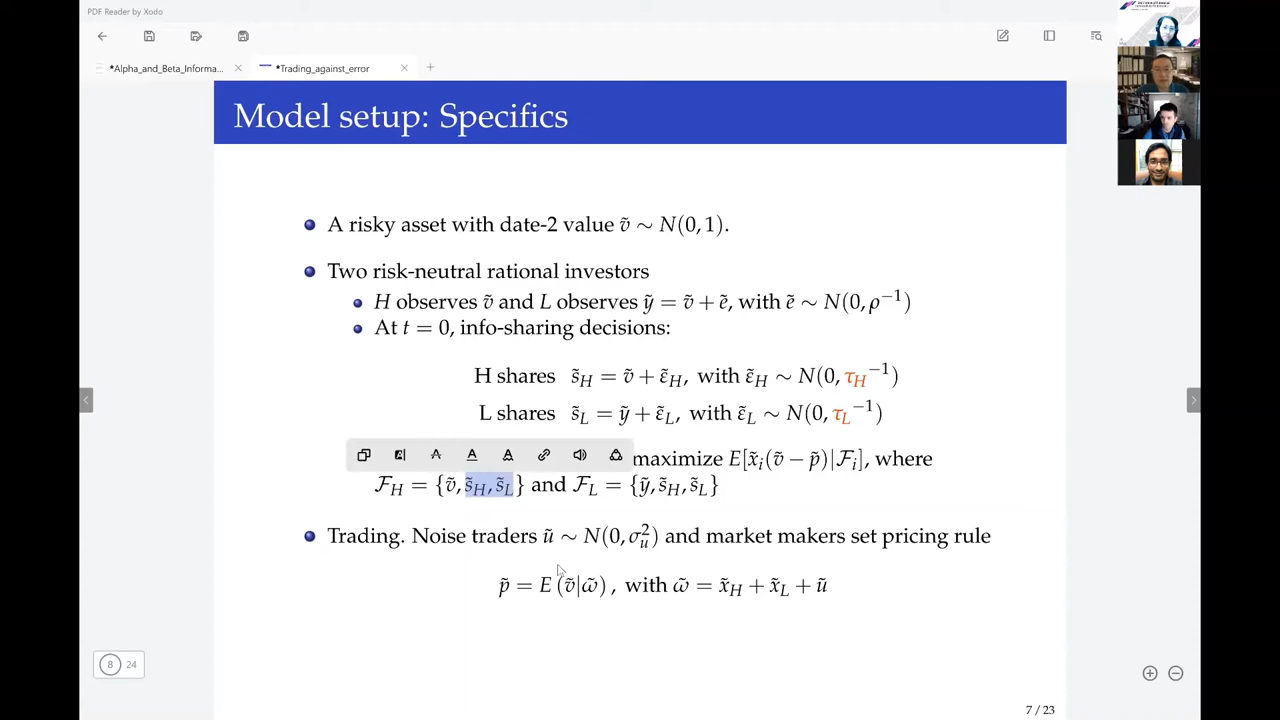 PDF Reader by Xodo
*Alpha_and_Beta_Informa...
*Trading_against_error
Model setup: Specifics
A risky asset with date-2 value ṽ ∼ N(0, 1).
Two risk-neutral rational investors
H observes ṽ and L observes ỹ = ṽ + ẽ, with ẽ ∼ N(0, ρ⁻¹)
At t = 0, info-sharing decisions:
H shares s̃_H = ṽ + ε̃_H, with ε̃_H ∼ N(0, τ_H⁻¹)
L shares s̃_L = ỹ + ε̃_L, with ε̃_L ∼ N(0, τ_L⁻¹)
maximize E[x̃_i(ṽ − p̃)|F_i], where
F_H = {ṽ, s̃_H, s̃_L} and F_L = {ỹ, s̃_H, s̃_L}
Trading. Noise traders ũ ∼ N(0, σ_u²) and market makers set pricing rule
p̃ = E(ṽ|ω̃), with ω̃ = x̃_H + x̃_L + ũ
8 24
7 / 23